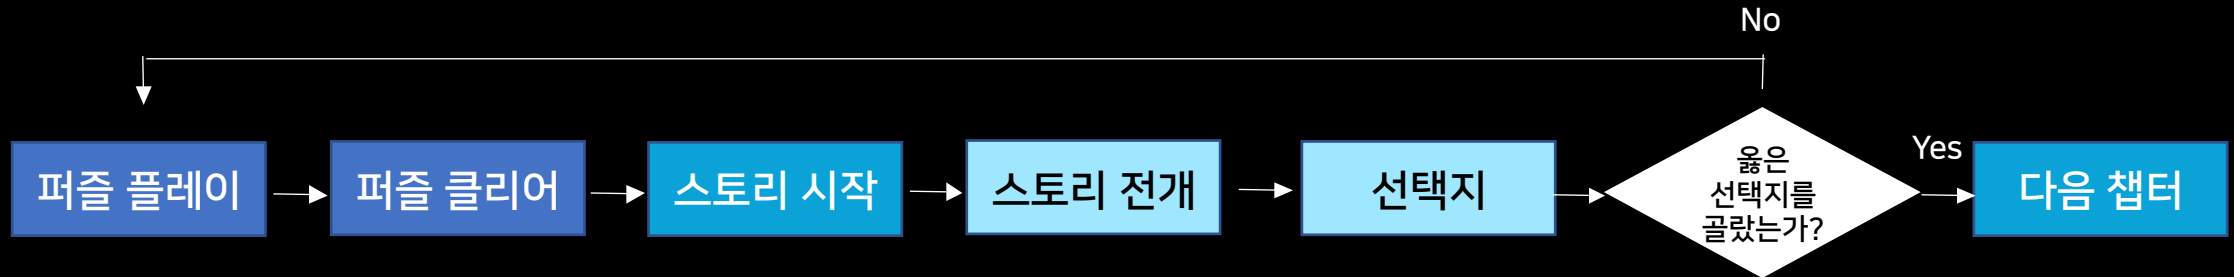 No
퍼즐 플레이
퍼즐 클리어
스토리 시작
스토리 전개
선택지
옳은
선택지를
골랐는가?
Yes
다음 챕터